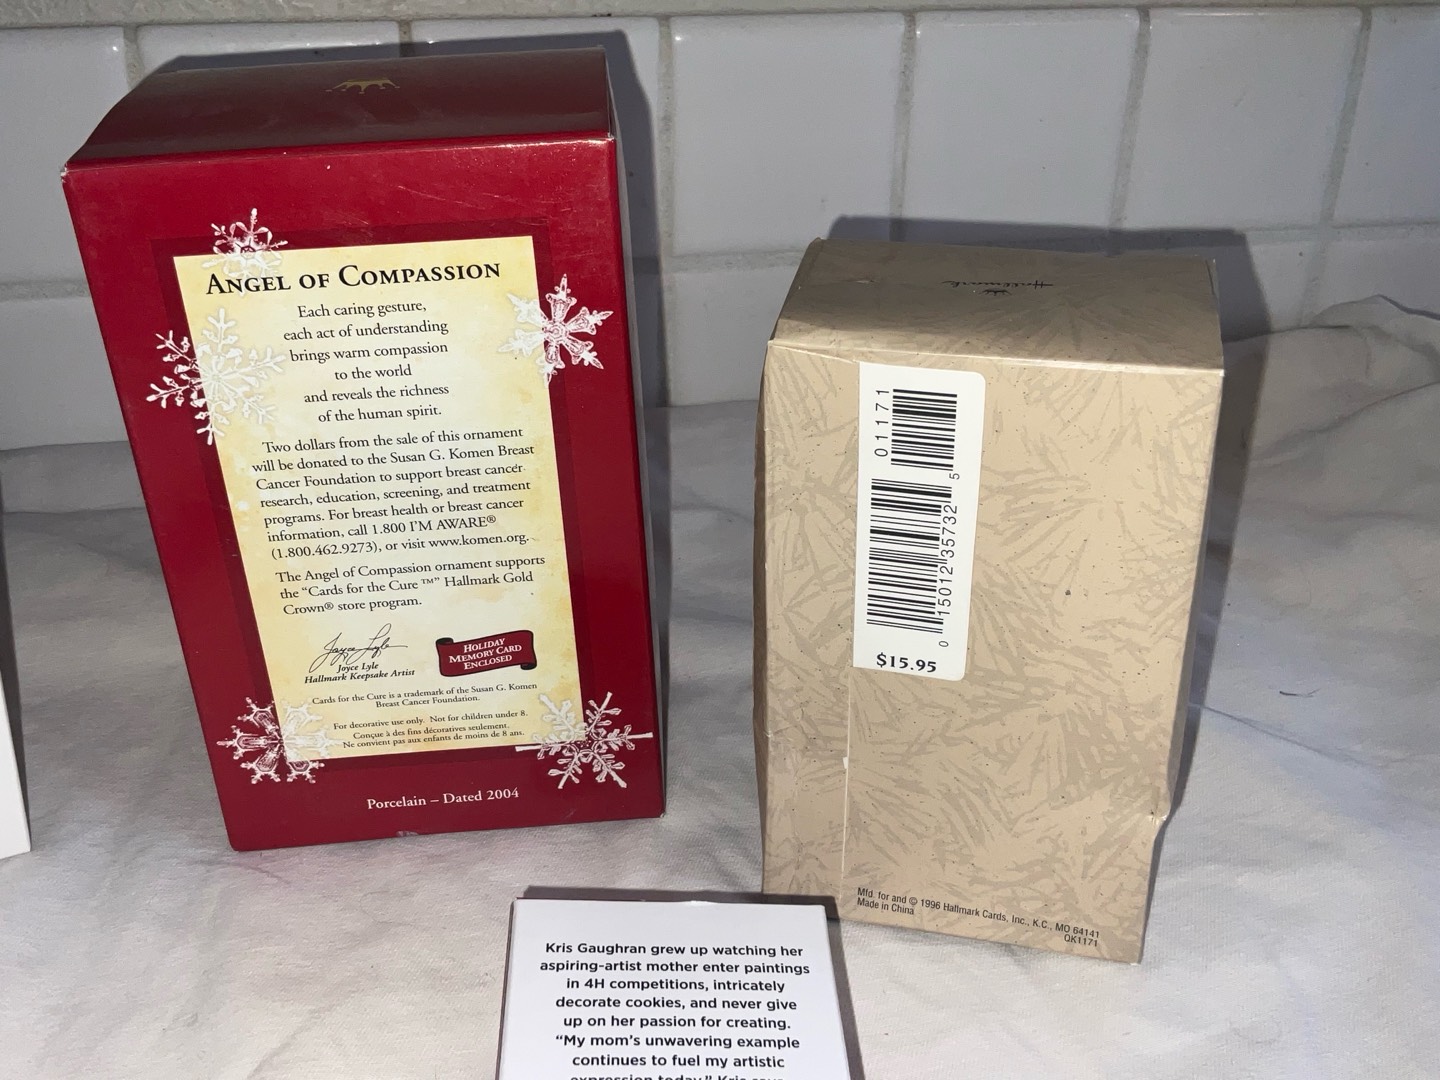 ANGEL OF COMPASSION
Each caring gesture,
each act of understanding
brings warm compassion
to the world
and reveals the richness
of the human spirit.
Two dollars from the sale of this ornament
will be donated to the Susan G. Komen Breast
Cancer Foundation to support breast cancer
research, education, screening, and treatment
programs. For breast health or breast cancer
information, call 1.800 I'M AWARE®
(1.800.462.9273), or visit www.komen.org.
The Angel of Compassion ornament supports
the "Cards for the Cure ™" Hallmark Gold
Crown® store program.
Joyce Lyle
Joyce Lyle
Hallmark Keepsake Artist
HOLIDAY
MEMORY CARD
ENCLOSED
Cards for the Cure is a trademark of the Susan G. Komen
Breast Cancer Foundation.
For decorative use only. Not for children under 8.
Conçue à des fins décoratives seulement.
Ne convient pas aux enfants de moins de 8 ans.
Porcelain – Dated 2004
Hallmark
01171
0 15012 35732 5
$15.95
Mfd. for and © 1996 Hallmark Cards, Inc., K.C., MO 64141
Made in China
QK1171
Kris Gaughran grew up watching her
aspiring-artist mother enter paintings
in 4H competitions, intricately
decorate cookies, and never give
up on her passion for creating.
"My mom's unwavering example
continues to fuel my artistic
expression today," Kris says